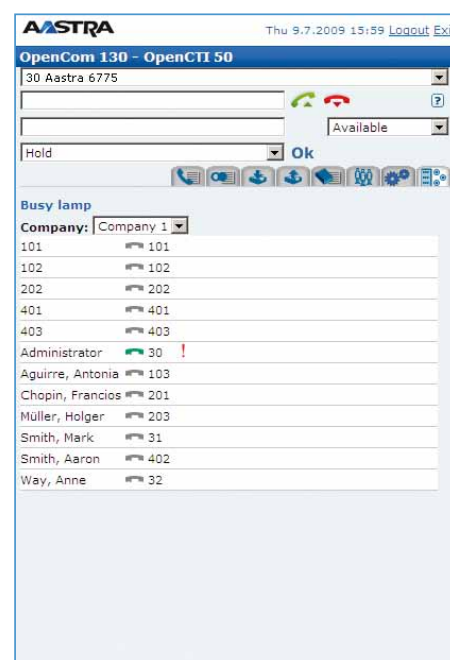 AASTRA
Thu 9.7.2009 15:59 Logout Exi
OpenCom 130 - OpenCTI 50
30 Aastra 6775
?
Available
Hold Ok
Busy lamp
Company: Company 1
101 101
102 102
202 202
401 401
403 403
Administrator 30 !
Aguirre, Antonia 103
Chopin, Francios 201
Müller, Holger 203
Smith, Mark 31
Smith, Aaron 402
Way, Anne 32